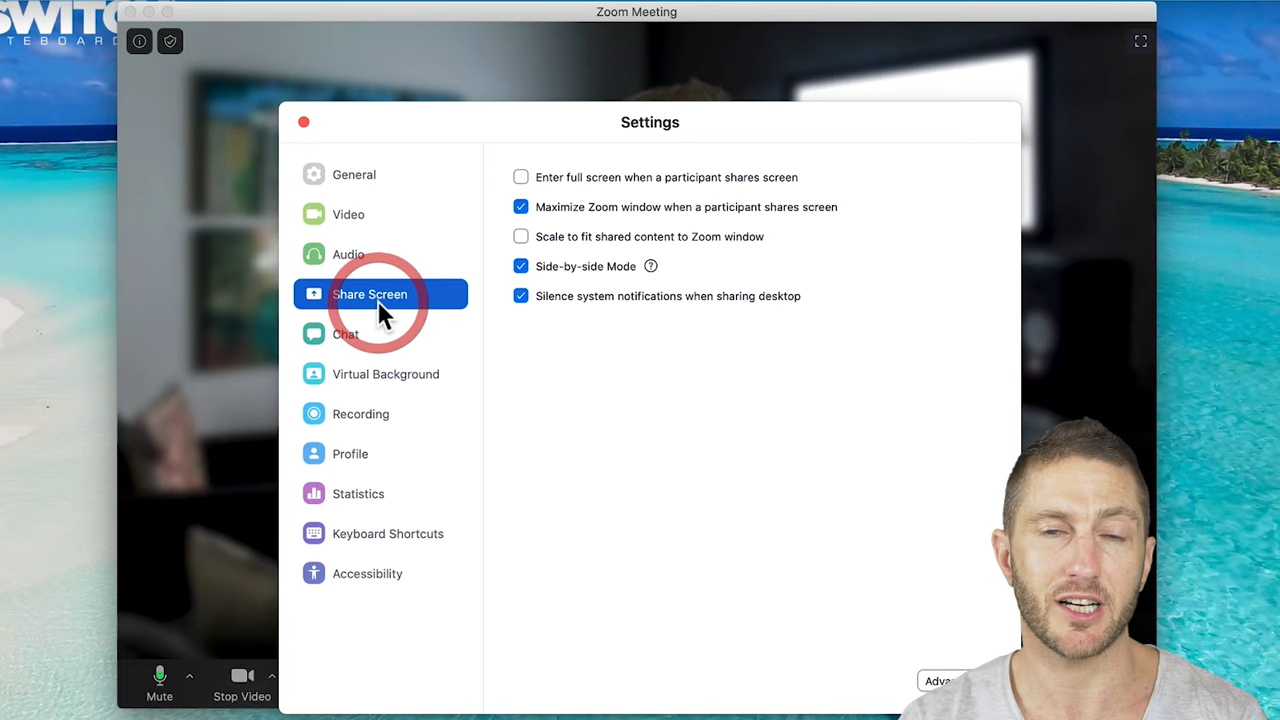 Zoom Meeting
Settings
General
Video
Audio
Share Screen
Chat
Virtual Background
Recording
Profile
Statistics
Keyboard Shortcuts
Accessibility
Enter full screen when a participant shares screen
Maximize Zoom window when a participant shares screen
Scale to fit shared content to Zoom window
Side-by-side Mode
Silence system notifications when sharing desktop
Mute
Stop Video